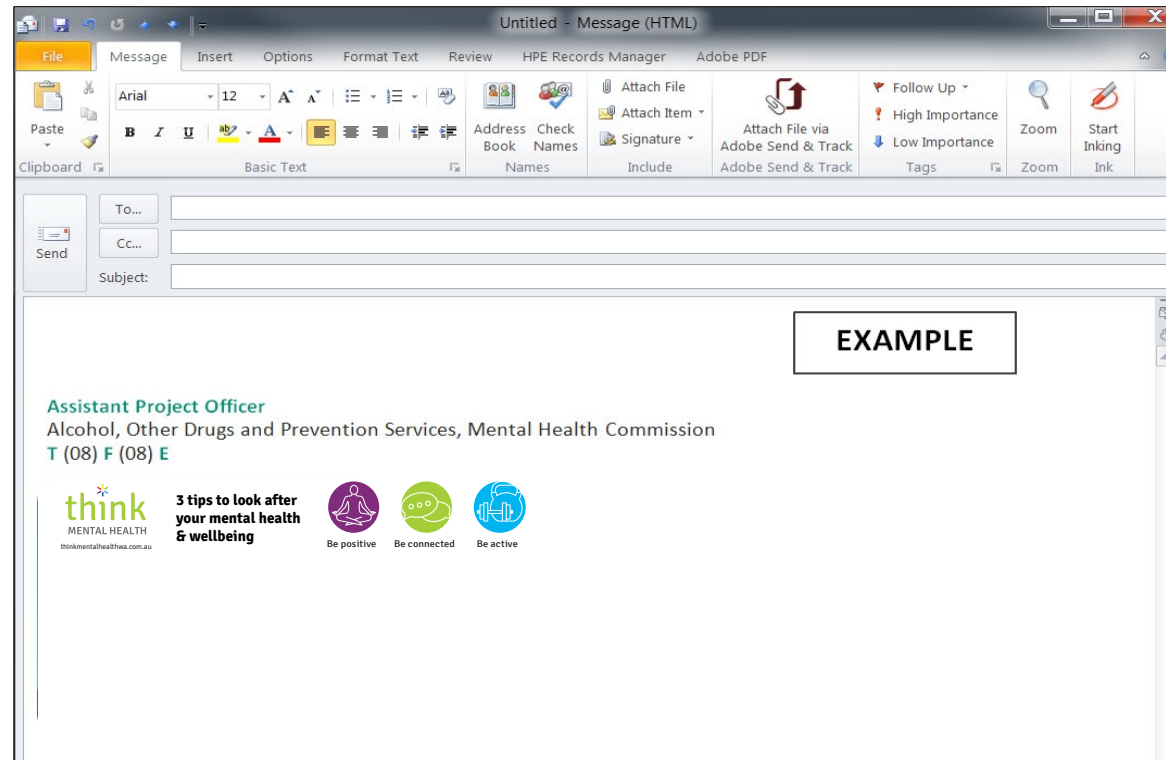 Untitled - Message (HTML)
File Message Insert Options Format Text Review HPE Records Manager Adobe PDF
Arial 12 A A
Attach File
Follow Up
Attach Item
High Importance
Paste
B I U ab A
Address Book
Check Names
Signature
Attach File via Adobe Send & Track
Low Importance
Zoom
Start Inking
Clipboard Basic Text Names Include Adobe Send & Track Tags Zoom Ink
To...
Send
Cc...
Subject:
EXAMPLE
Assistant Project Officer
Alcohol, Other Drugs and Prevention Services, Mental Health Commission
T (08) F (08) E
think
MENTAL HEALTH
thinkmentalhealthwa.com.au
3 tips to look after
your mental health
& wellbeing
Be positive Be connected Be active